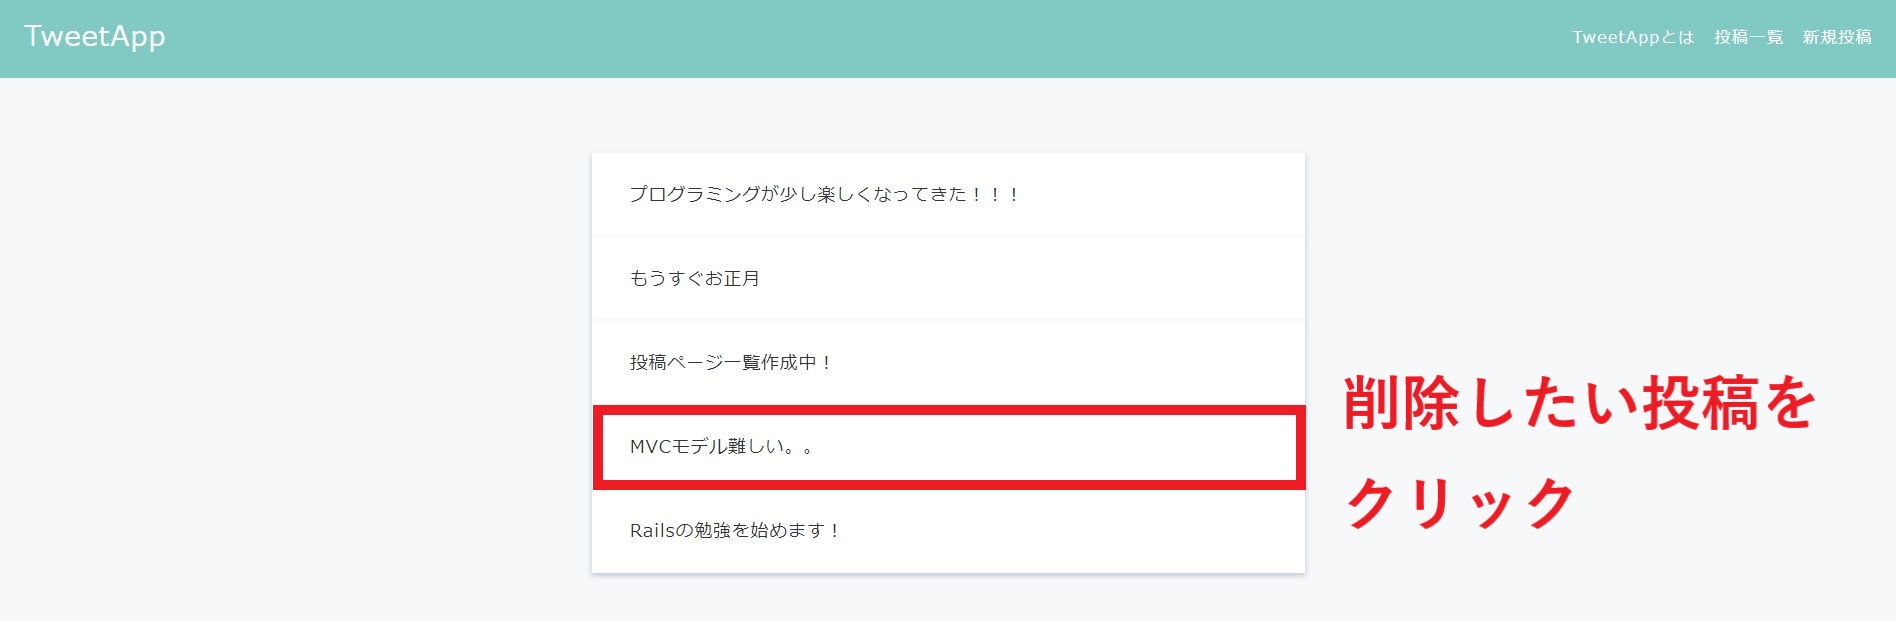 TweetApp
TweetAppとは 投稿一覧 新規投稿
プログラミングが少し楽しくなってきた！！！
もうすぐお正月
投稿ページ一覧作成中！
MVCモデル難しい。。
Railsの勉強を始めます！
削除したい投稿を
クリック